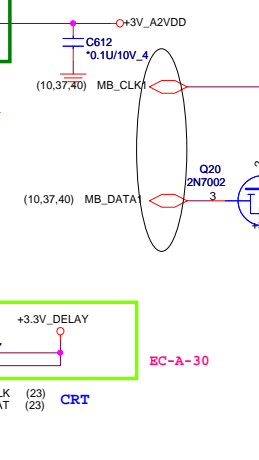 +3V_A2VDD
C612
*0.1U/10V_4
(10,37,40) MB_CLK1
Q20
2N7002
(10,37,40) MB_DATA1
3
2
+3.3V_DELAY
EC-A-30
LK (23)
AT (23)
CRT